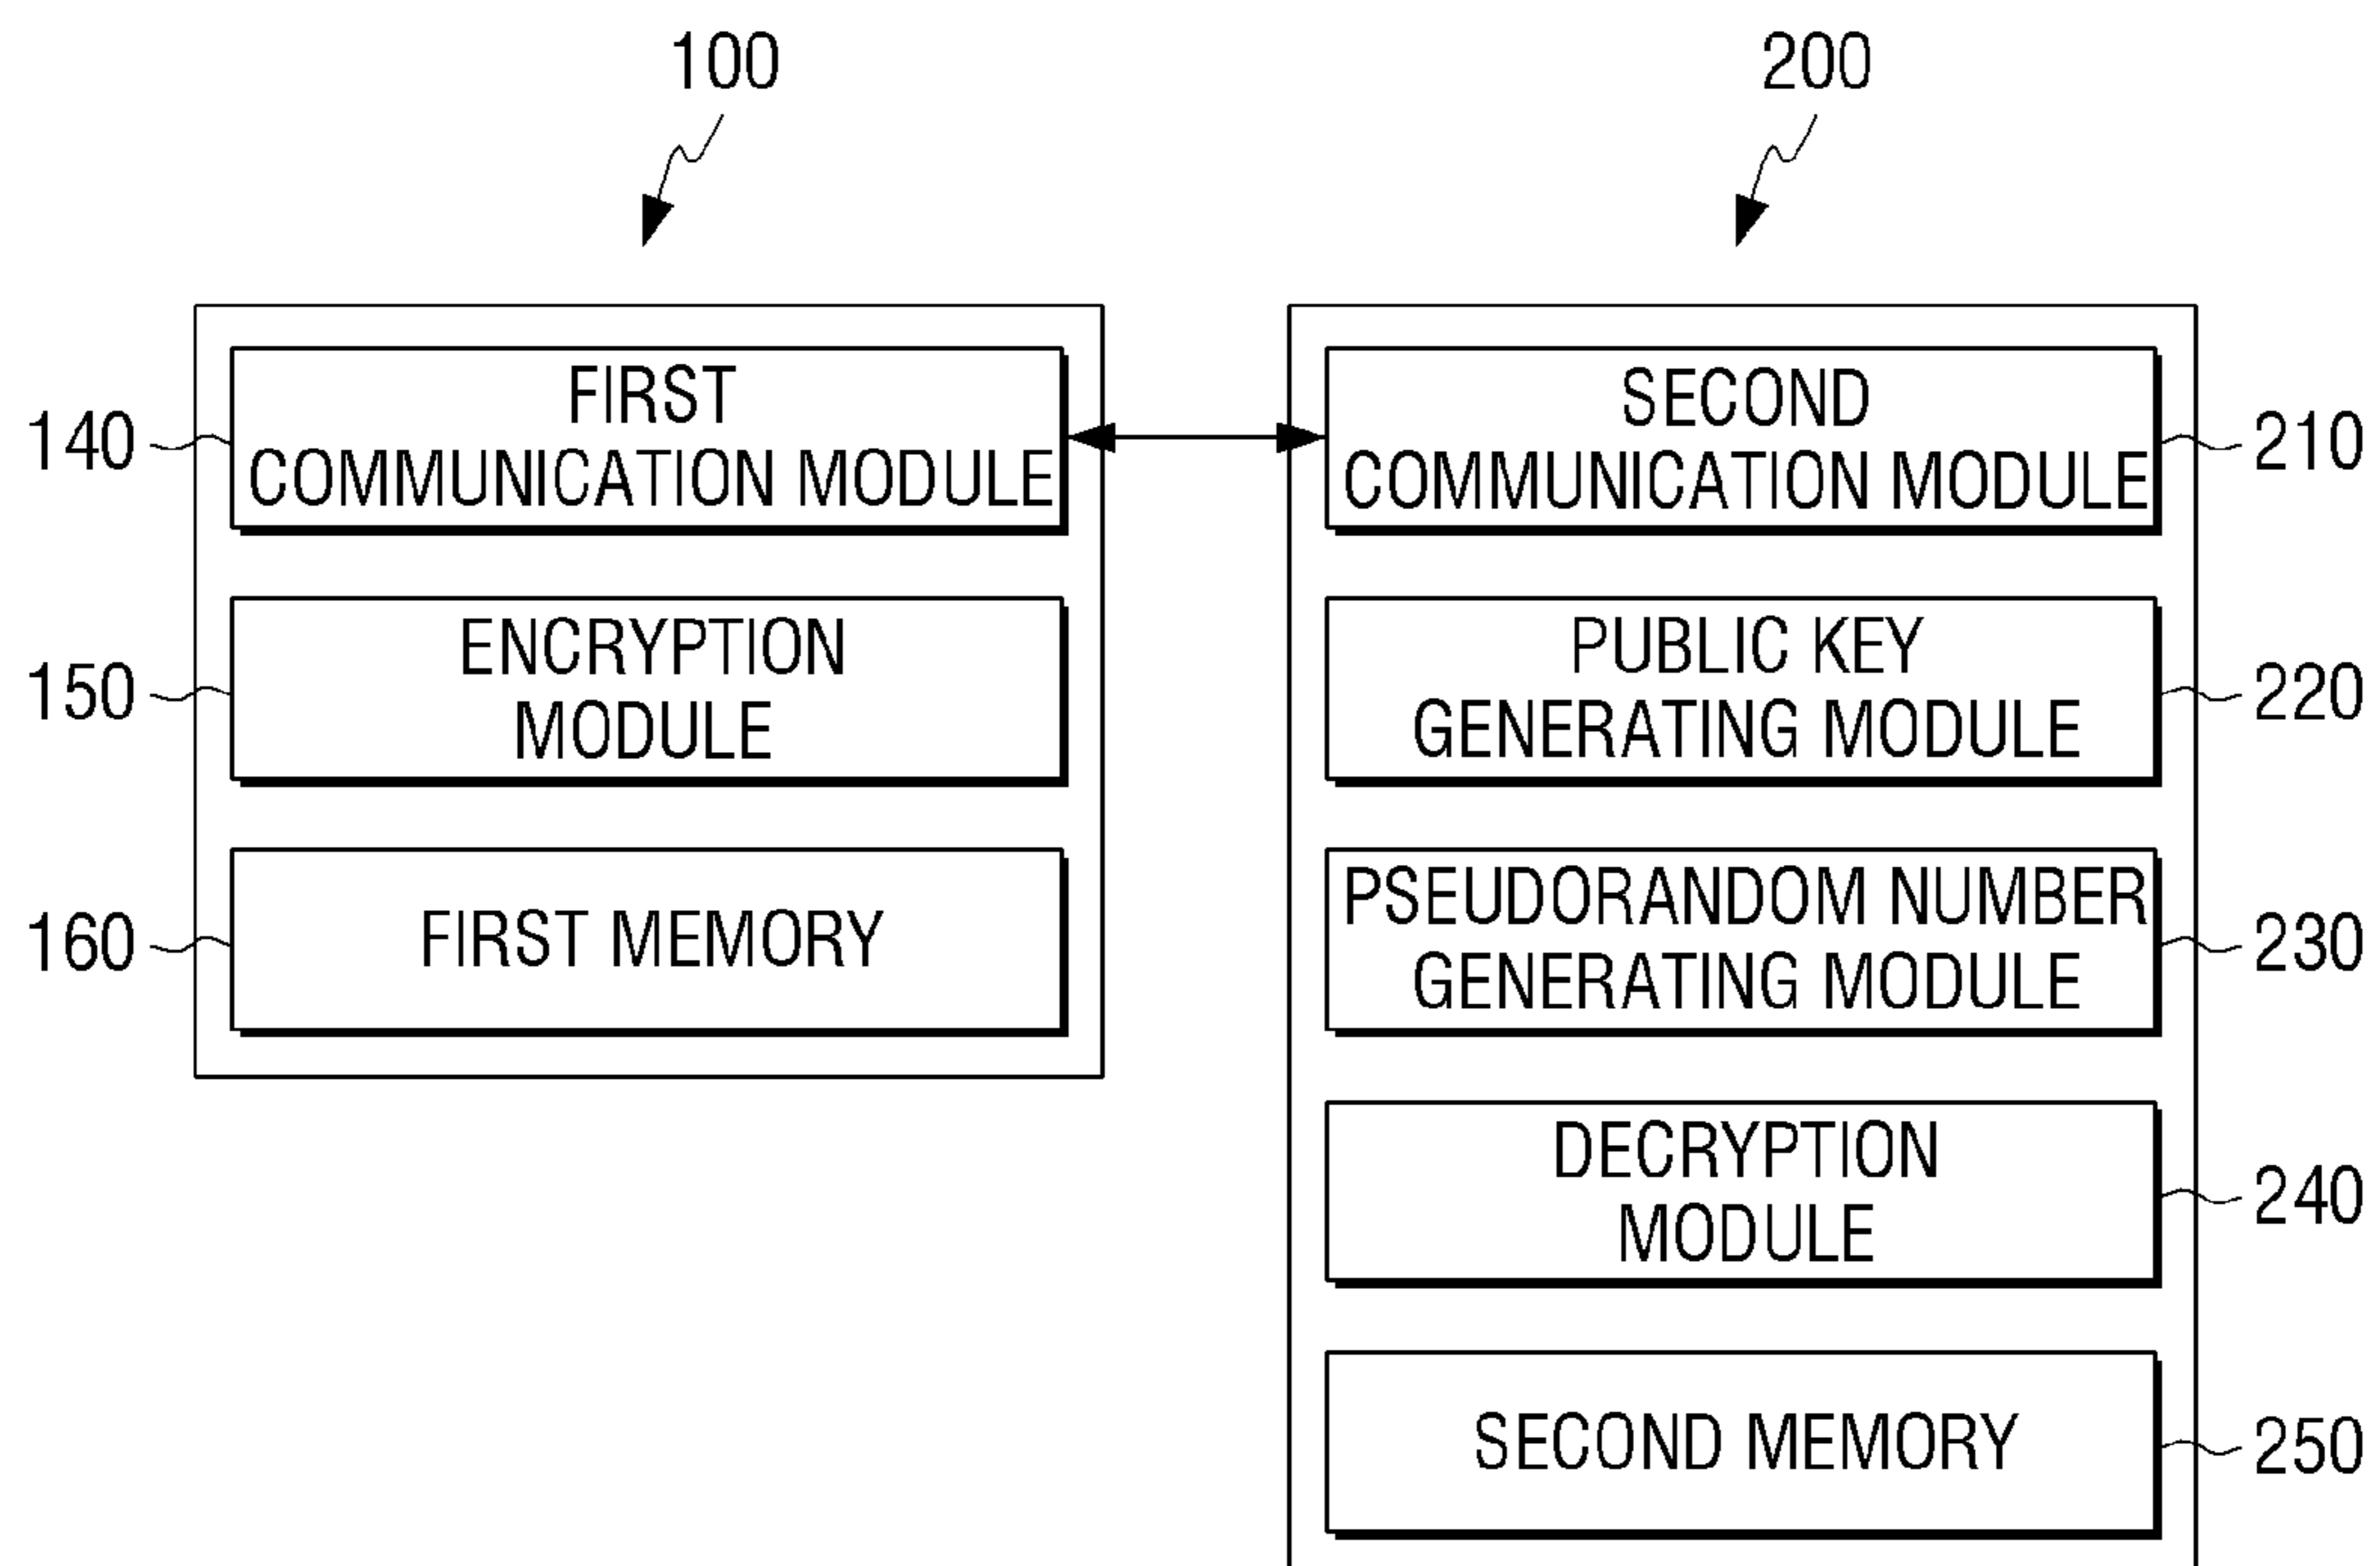 100
200
140
FIRST
COMMUNICATION MODULE
150
ENCRYPTION
MODULE
160
FIRST MEMORY
SECOND
COMMUNICATION MODULE
210
PUBLIC KEY
GENERATING MODULE
220
PSEUDORANDOM NUMBER
GENERATING MODULE
230
DECRYPTION
MODULE
240
SECOND MEMORY
250